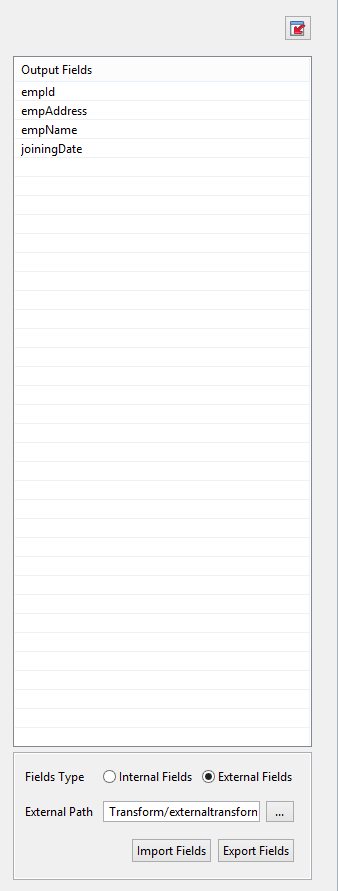 Output Fields
empId
empAddress
empName
joiningDate
Fields Type Internal Fields External Fields
External Path Transform/externaltransforn ...
Import Fields Export Fields